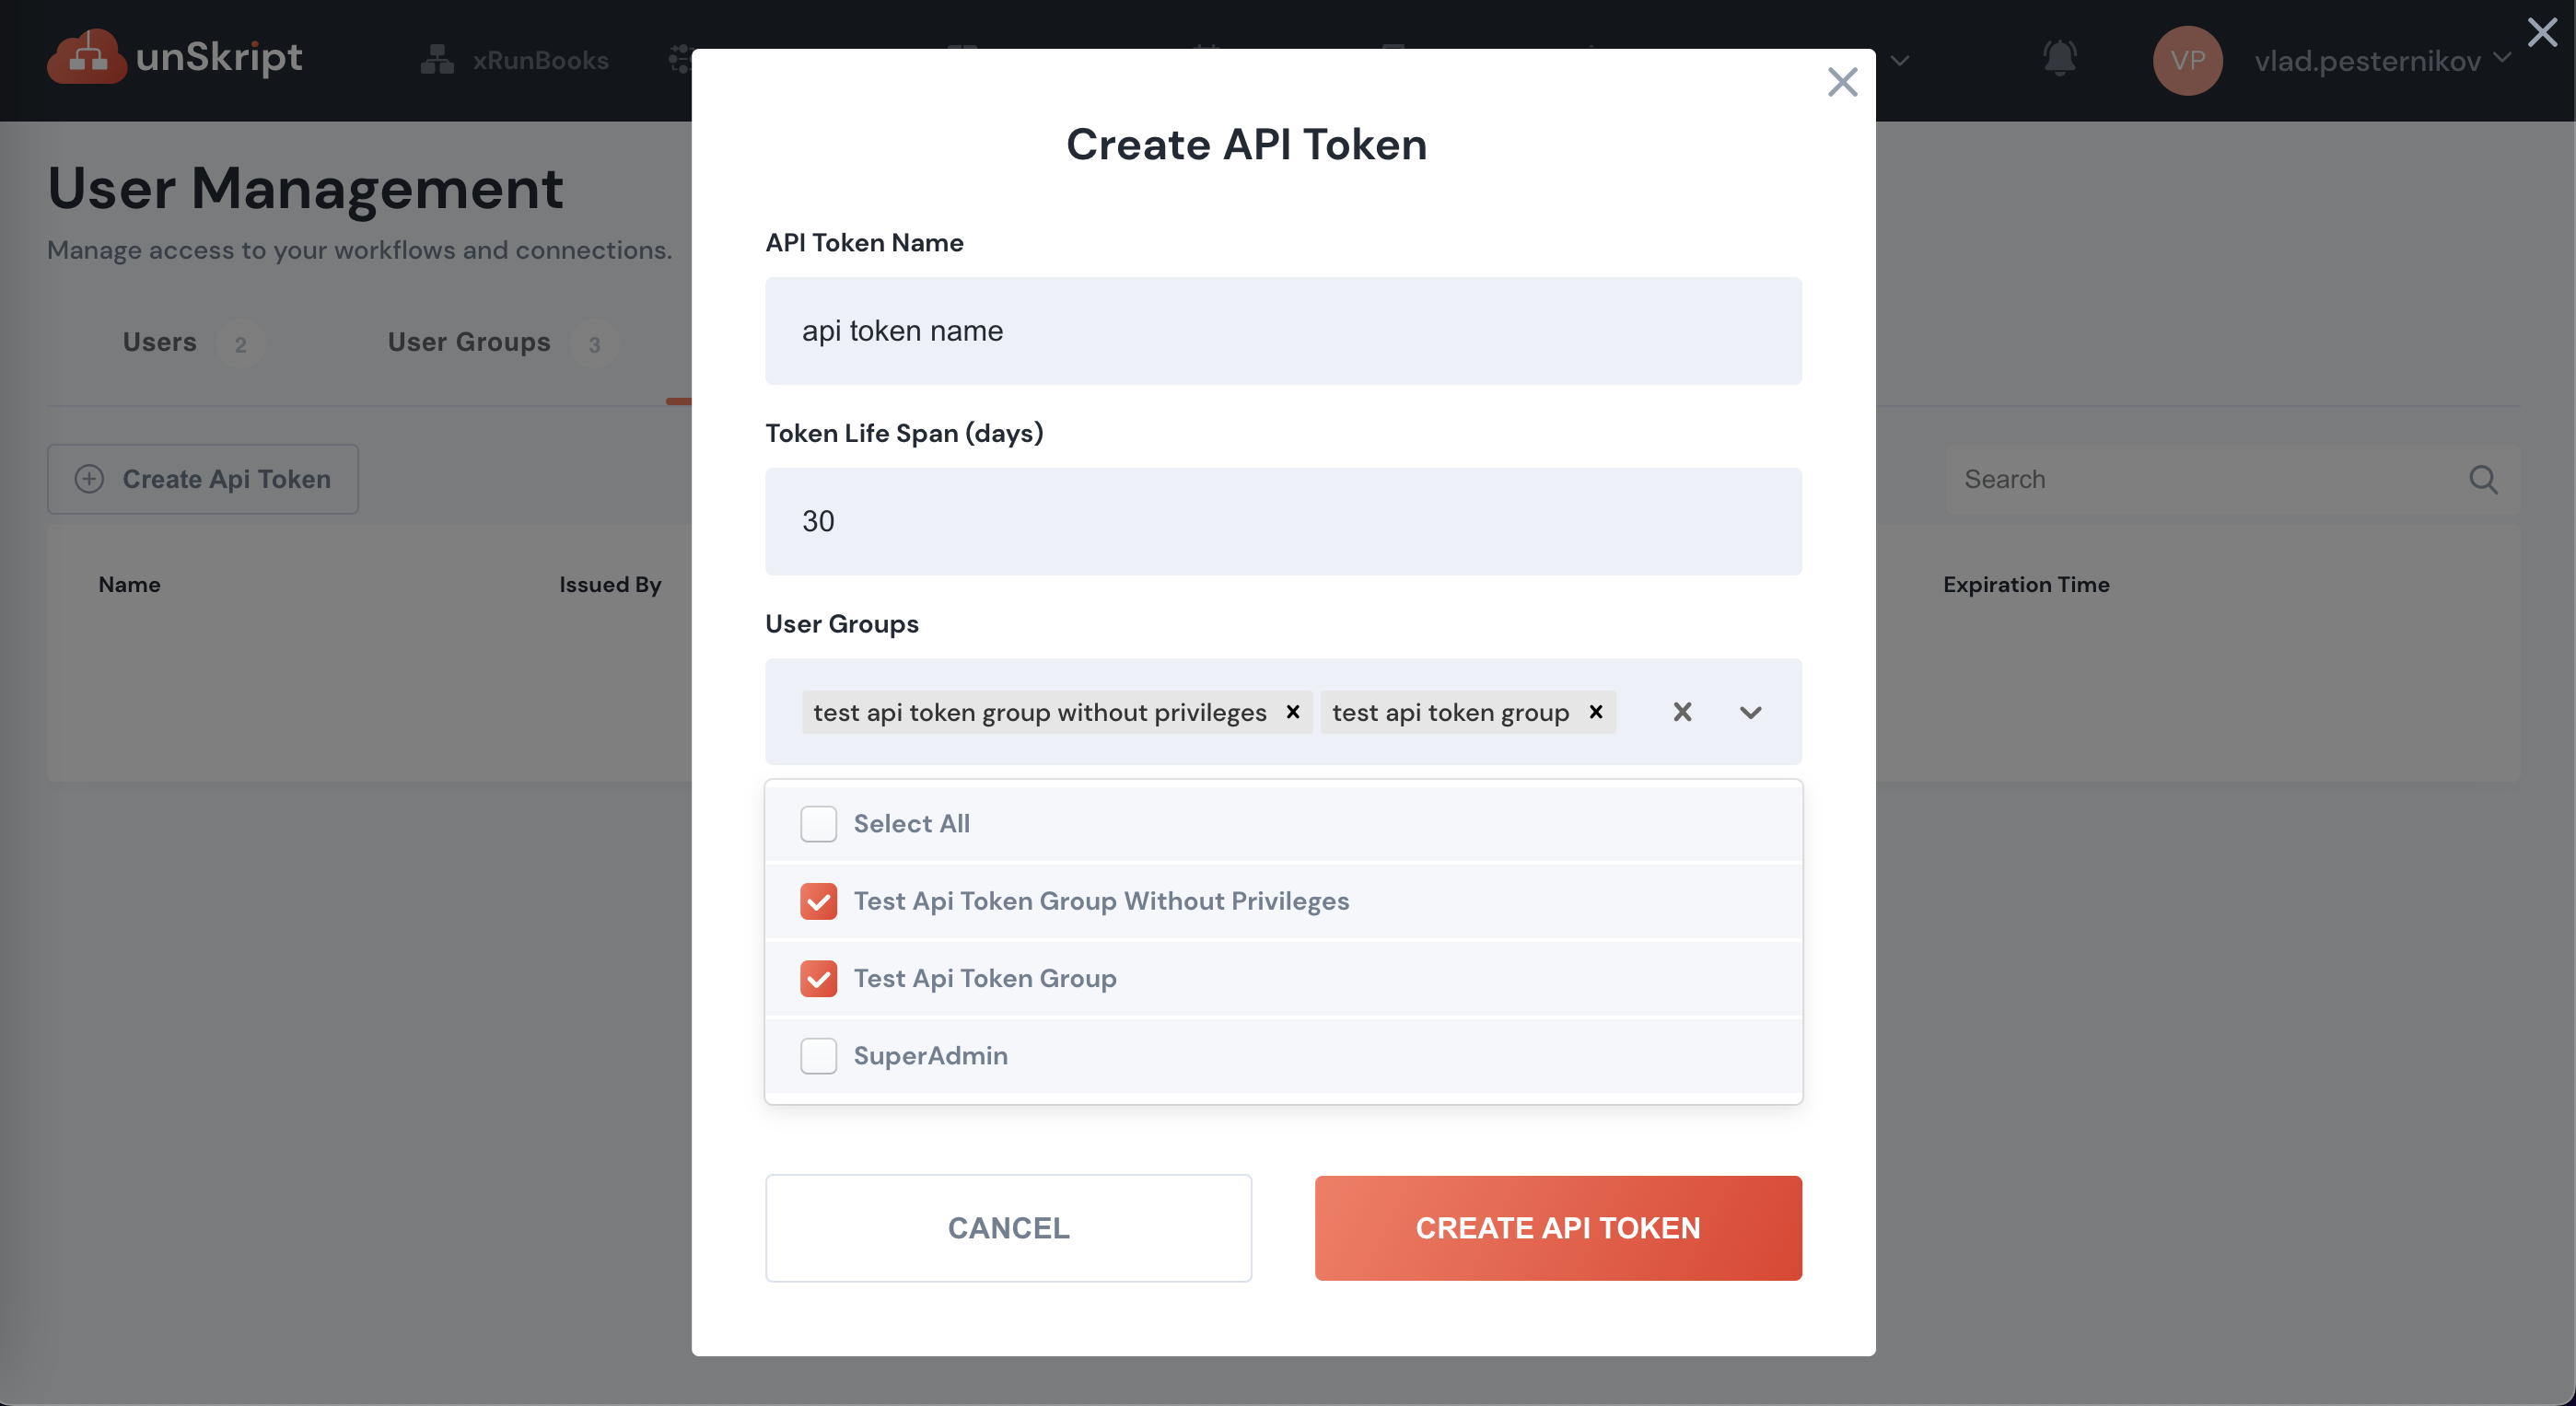 unSkript
xRunBooks
VP
vlad.pesternikov
User Management
Manage access to your workflows and connections.
Users 2
User Groups 3
Create Api Token
Search
Name
Issued By
Expiration Time
Create API Token
API Token Name
api token name
Token Life Span (days)
30
User Groups
test api token group without privileges
test api token group
Select All
Test Api Token Group Without Privileges
Test Api Token Group
SuperAdmin
CANCEL
CREATE API TOKEN